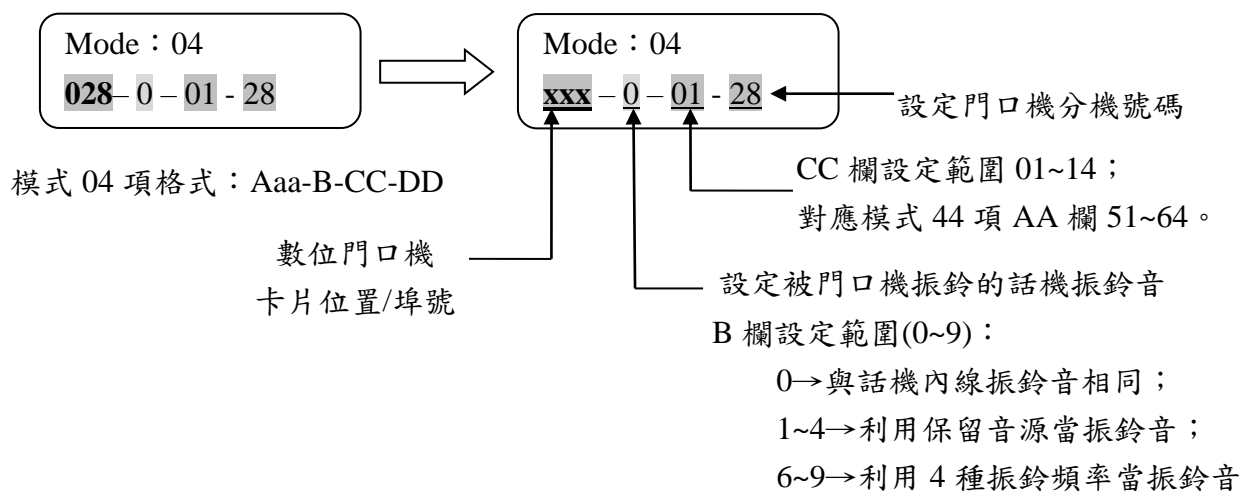 Mode：04
028– 0 – 01 - 28
Mode：04
xxx – 0 – 01 - 28
設定門口機分機號碼
模式 04 項格式：Aaa-B-CC-DD
CC 欄設定範圍 01~14；
對應模式 44 項 AA 欄 51~64。
數位門口機
卡片位置/埠號
設定被門口機振鈴的話機振鈴音
B 欄設定範圍(0~9)：
0→與話機內線振鈴音相同；
1~4→利用保留音源當振鈴音；
6~9→利用 4 種振鈴頻率當振鈴音